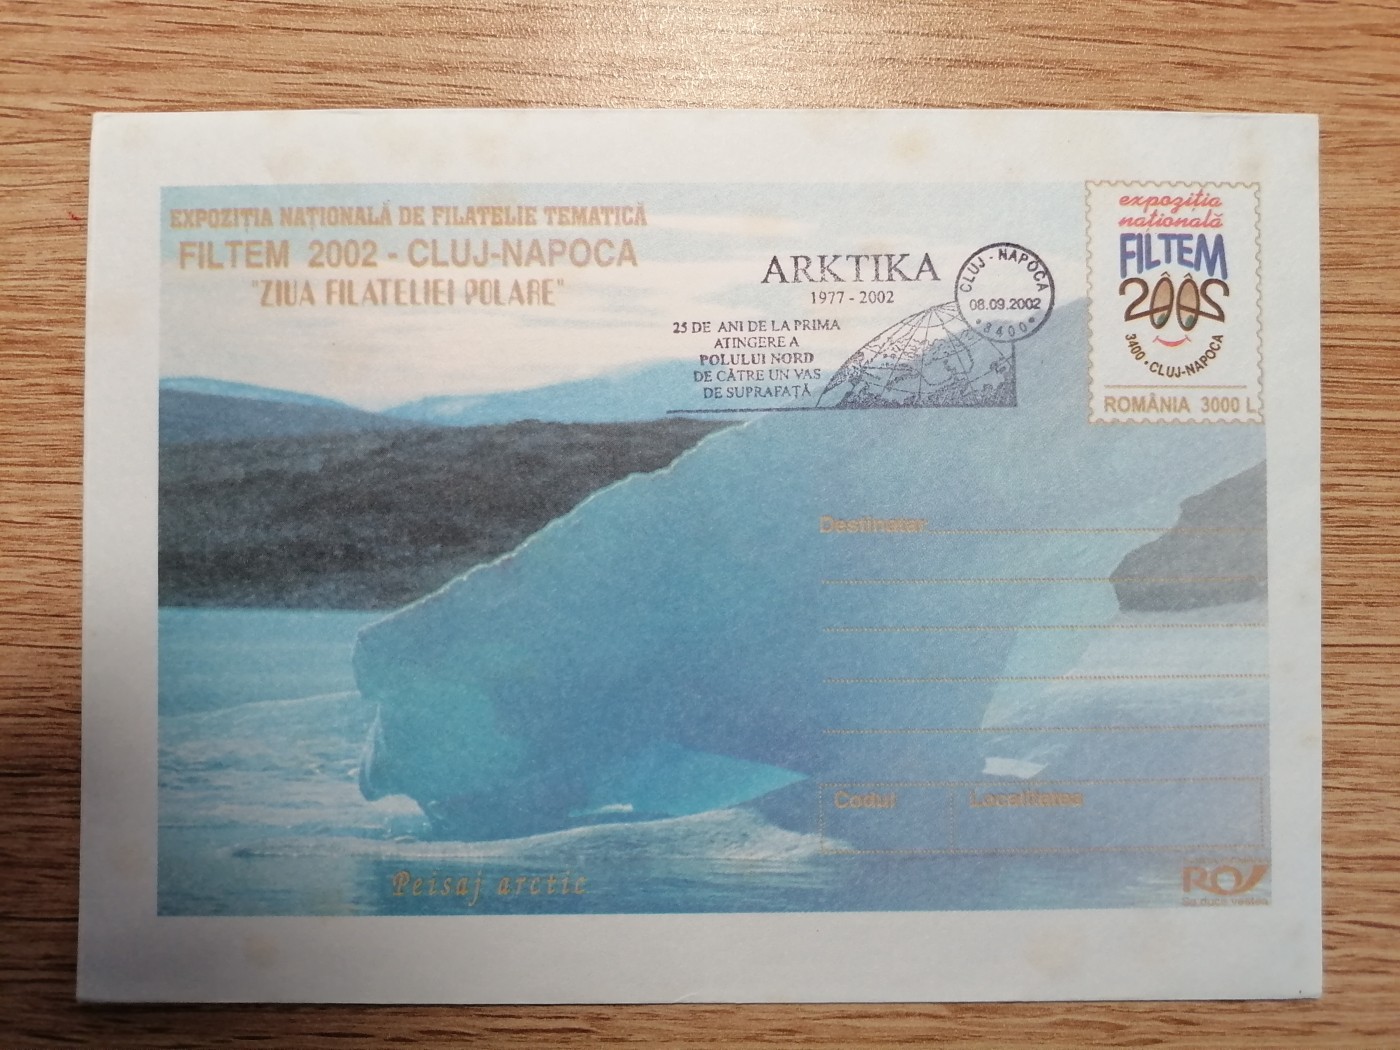 EXPOZIȚIA NAȚIONALĂ DE FILATELIE TEMATICĂ
FILTEM 2002 - CLUJ-NAPOCA
"ZIUA FILATELIEI POLARE"
ARKTIKA
1977 - 2002
25 DE ANI DE LA PRIMA
ATINGERE A
POLULUI NORD
DE CĂTRE UN VAS
DE SUPRAFAȚĂ
CLUJ - NAPOCA
08.09.2002
* 3400 *
expoziția
națională
FILTEM
2002
3400 · CLUJ-NAPOCA
ROMÂNIA 3000 L
Destinatar
Codul
Localitatea
Peisaj arctic